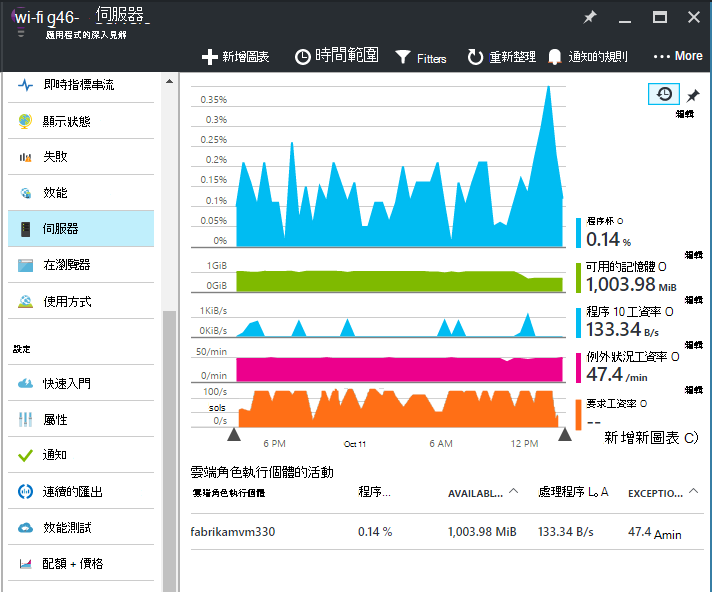 wi-fi g46- 伺服器
應用程式的深入見解
新增圖表 時間範圍 Fitters 重新整理 通知的規則 More
即時指標串流
顯示狀態
失敗
效能
伺服器
在瀏覽器
使用方式
設定
快速入門
屬性
通知
連續的匯出
效能測試
配額 + 價格
編輯
0.35%
0.3%
0.25%
0.2%
0.15%
0.1%
0.05%
0%
程序杯 O
0.14 %
編輯
1GiB
0GiB
可用的記憶體 O
1,003.98 MiB
編輯
1KiB/s
0KiB/s
程序 10 工資率 O
133.34 B/s
編輯
50/min
0/min
例外狀況工資率 O
47.4 /min
編輯
100/s
sols
0/s
要求工資率 O
--
6 PM Oct 11 6 AM 12 PM
新增新圖表 C)
雲端角色執行個體的活動
雲端角色執行個體 程序... AVAILABL... 處理程序 I。A EXCEPTIO...
fabrikamvm330 0.14 % 1,003.98 MiB 133.34 B/s 47.4 Amin